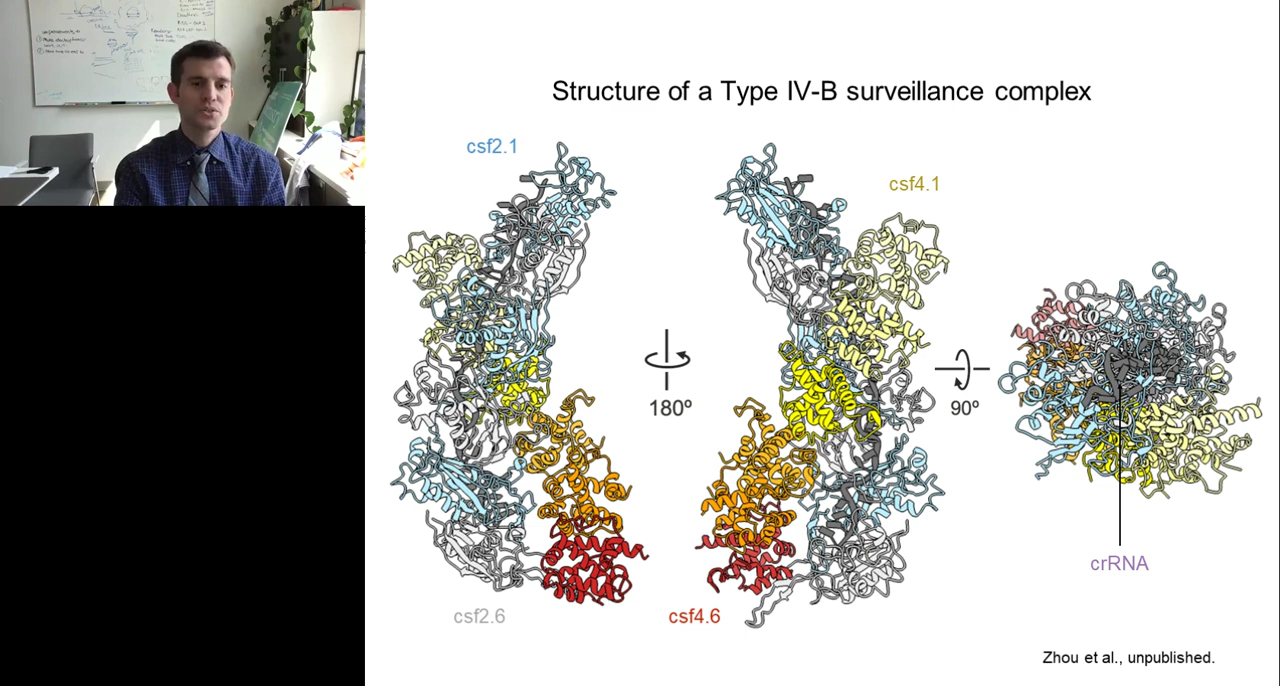 Structure of a Type IV-B surveillance complex
csf2.1
csf4.1
180º
90º
crRNA
csf2.6
csf4.6
Zhou et al., unpublished.